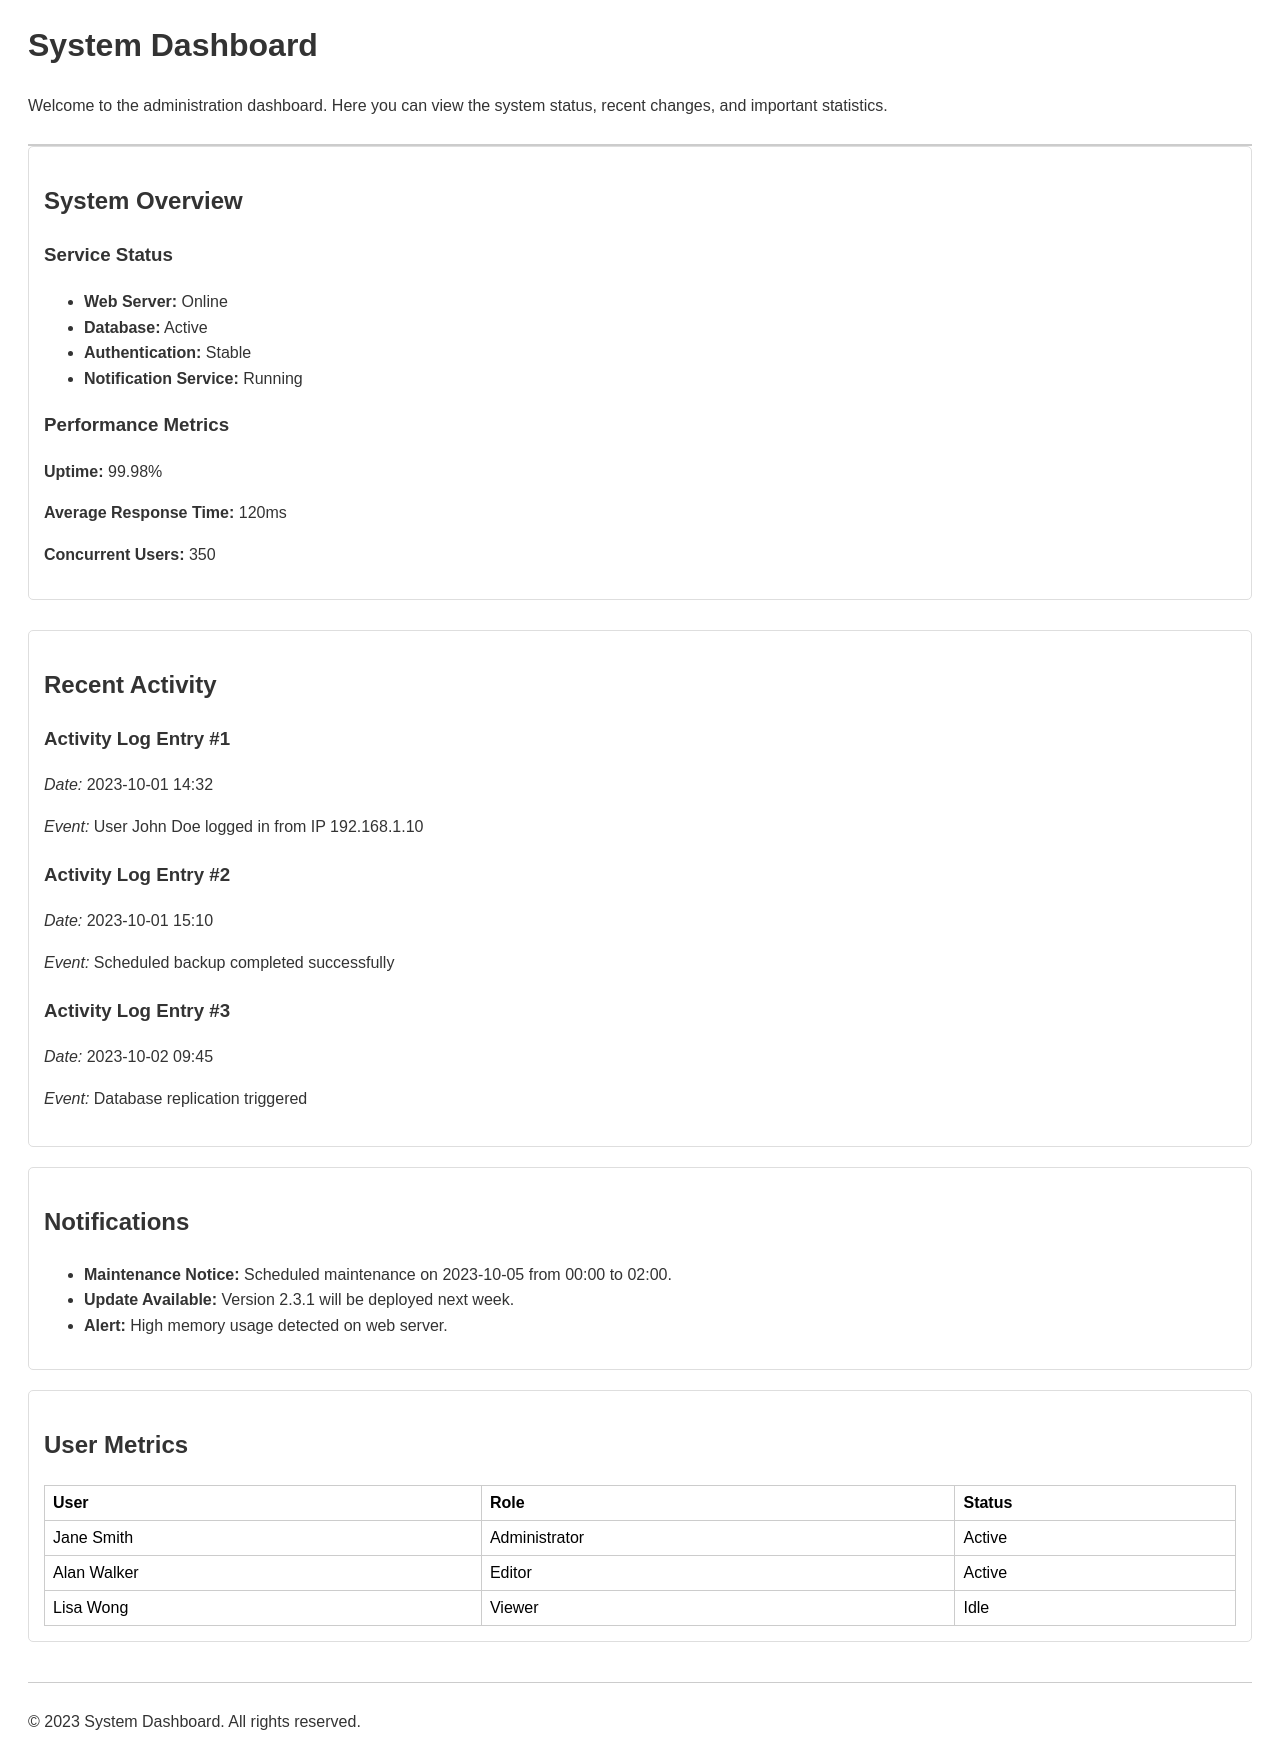 System Dashboard
Welcome to the administration dashboard. Here you can view the system status, recent changes, and important statistics.
System Overview
Service Status
Web Server: Online
Database: Active
Authentication: Stable
Notification Service: Running
Performance Metrics
Uptime: 99.98%
Average Response Time: 120ms
Concurrent Users: 350
Recent Activity
Activity Log Entry #1
Date: 2023-10-01 14:32
Event: User John Doe logged in from IP 192.168.1.10
Activity Log Entry #2
Date: 2023-10-01 15:10
Event: Scheduled backup completed successfully
Activity Log Entry #3
Date: 2023-10-02 09:45
Event: Database replication triggered
Notifications
Maintenance Notice: Scheduled maintenance on 2023-10-05 from 00:00 to 02:00.
Update Available: Version 2.3.1 will be deployed next week.
Alert: High memory usage detected on web server.
User Metrics
User Role Status
Jane Smith Administrator Active
Alan Walker Editor Active
Lisa Wong Viewer Idle
© 2023 System Dashboard. All rights reserved.